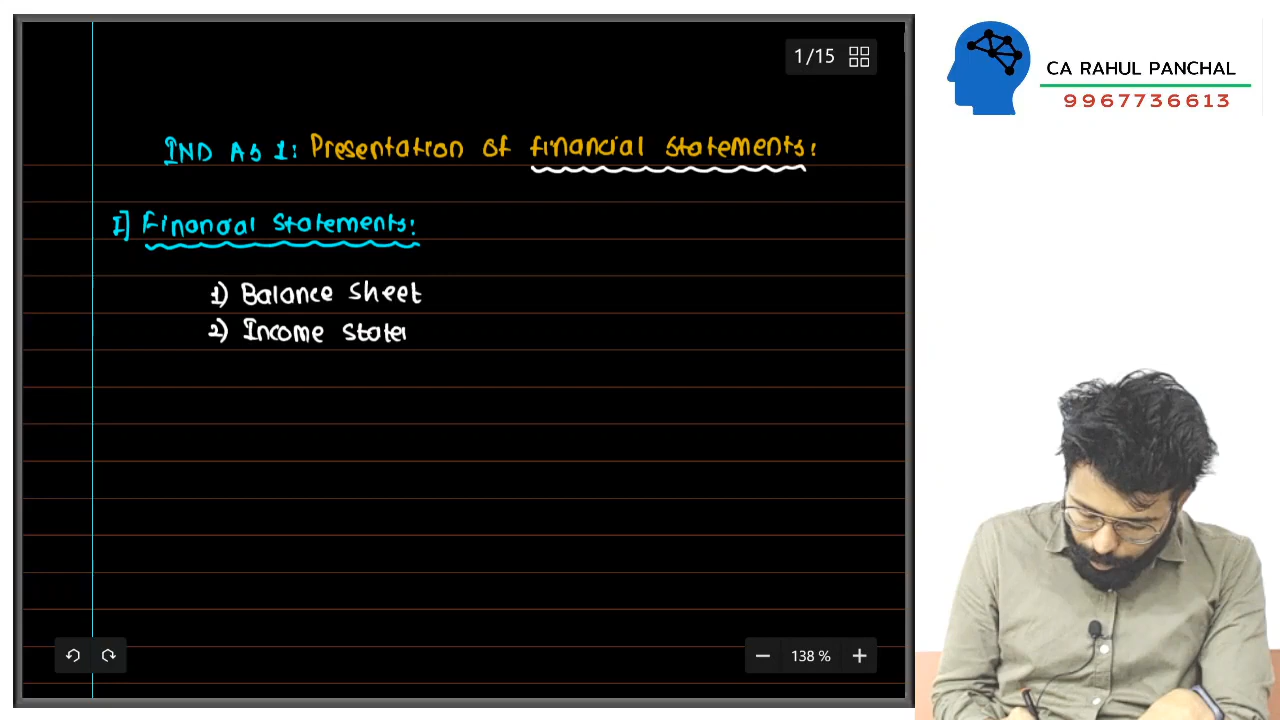 1/15
CA RAHUL PANCHAL
9967736613
IND AS 1: Presentation of financial statements:
I] Financial statements:
1) Balance sheet
2) Income State
138 %